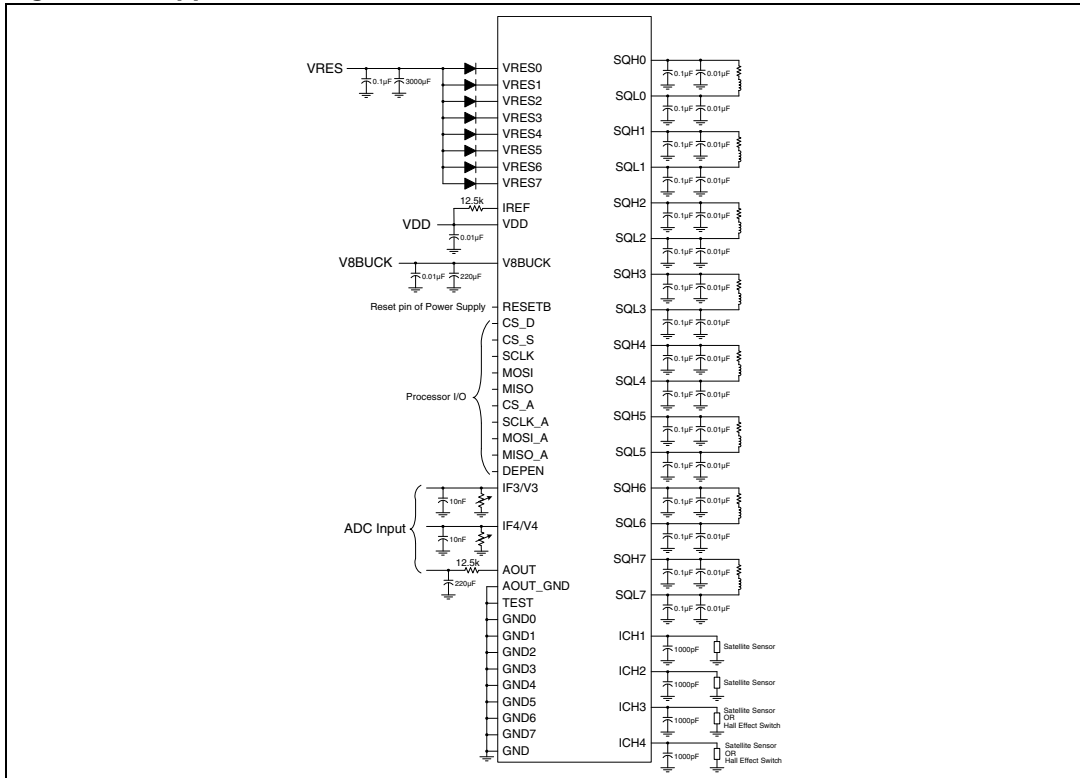 VRES
0.1µF
3000µF
VRES0
VRES1
VRES2
VRES3
VRES4
VRES5
VRES6
VRES7
12.5k
IREF
VDD
VDD
0.01µF
V8BUCK
V8BUCK
0.01µF
220µF
Reset pin of Power Supply
RESETB
Processor I/O
CS_D
CS_S
SCLK
MOSI
MISO
CS_A
SCLK_A
MOSI_A
MISO_A
DEPEN
ADC Input
IF3/V3
10nF
IF4/V4
10nF
12.5k
AOUT
220µF
AOUT_GND
TEST
GND0
GND1
GND2
GND3
GND4
GND5
GND6
GND7
GND
SQH0
0.1µF
0.01µF
SQL0
0.1µF
0.01µF
SQH1
0.1µF
0.01µF
SQL1
0.1µF
0.01µF
SQH2
0.1µF
0.01µF
SQL2
0.1µF
0.01µF
SQH3
0.1µF
0.01µF
SQL3
0.1µF
0.01µF
SQH4
0.1µF
0.01µF
SQL4
0.1µF
0.01µF
SQH5
0.1µF
0.01µF
SQL5
0.1µF
0.01µF
SQH6
0.1µF
0.01µF
SQL6
0.1µF
0.01µF
SQH7
0.1µF
0.01µF
SQL7
0.1µF
0.01µF
ICH1
1000pF
Satellite Sensor
ICH2
1000pF
Satellite Sensor
ICH3
1000pF
Satellite Sensor
OR
Hall Effect Switch
ICH4
1000pF
Satellite Sensor
OR
Hall Effect Switch